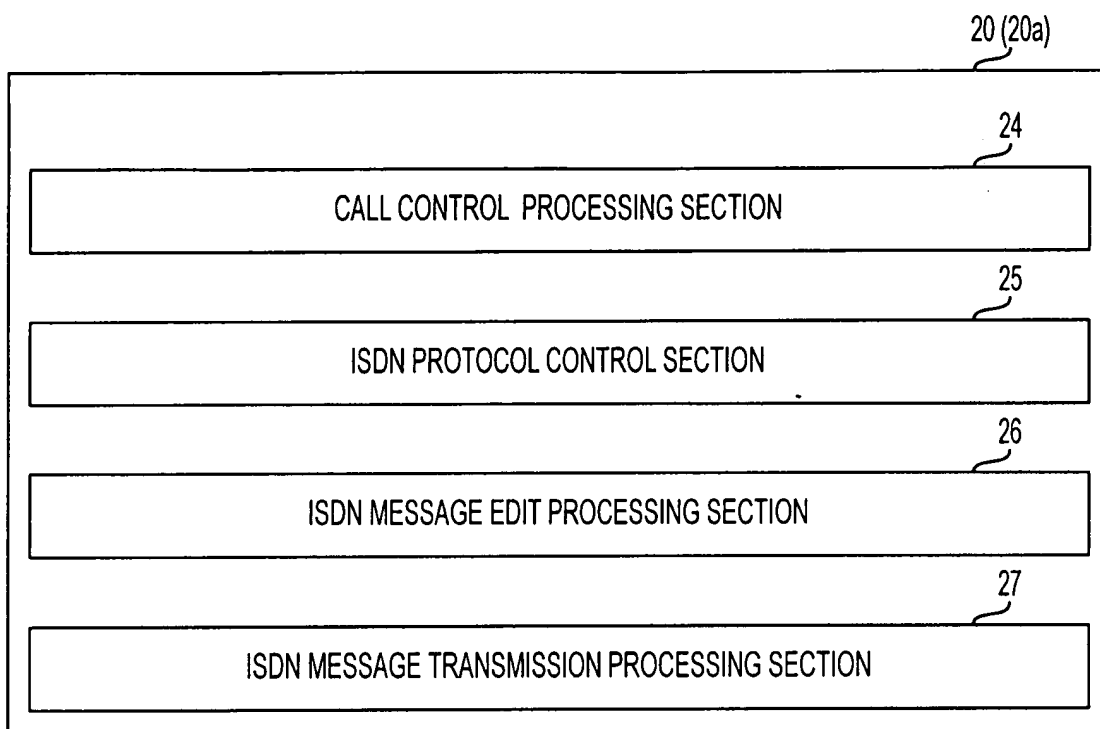 20 (20a)
24
CALL CONTROL PROCESSING SECTION
25
ISDN PROTOCOL CONTROL SECTION
26
ISDN MESSAGE EDIT PROCESSING SECTION
27
ISDN MESSAGE TRANSMISSION PROCESSING SECTION